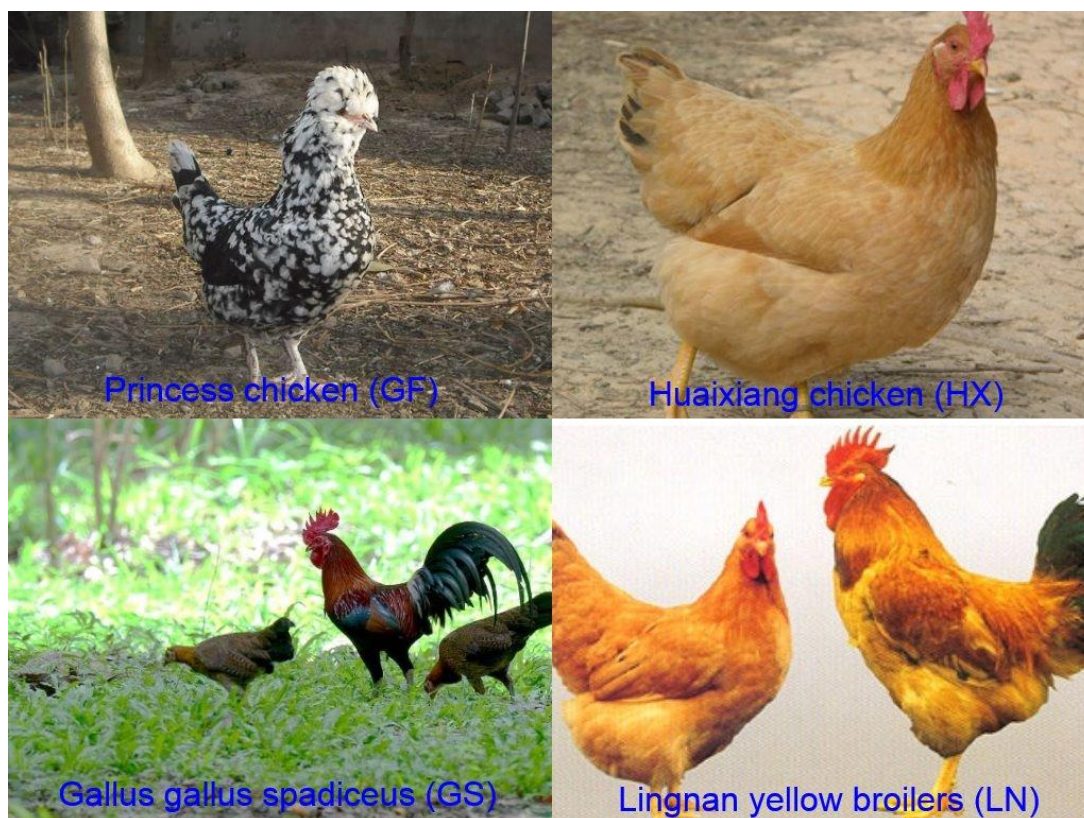 Princess chicken (GF)
Huaixiang chicken (HX)
Gallus gallus spadiceus (GS)
Lingnan yellow broilers (LN)